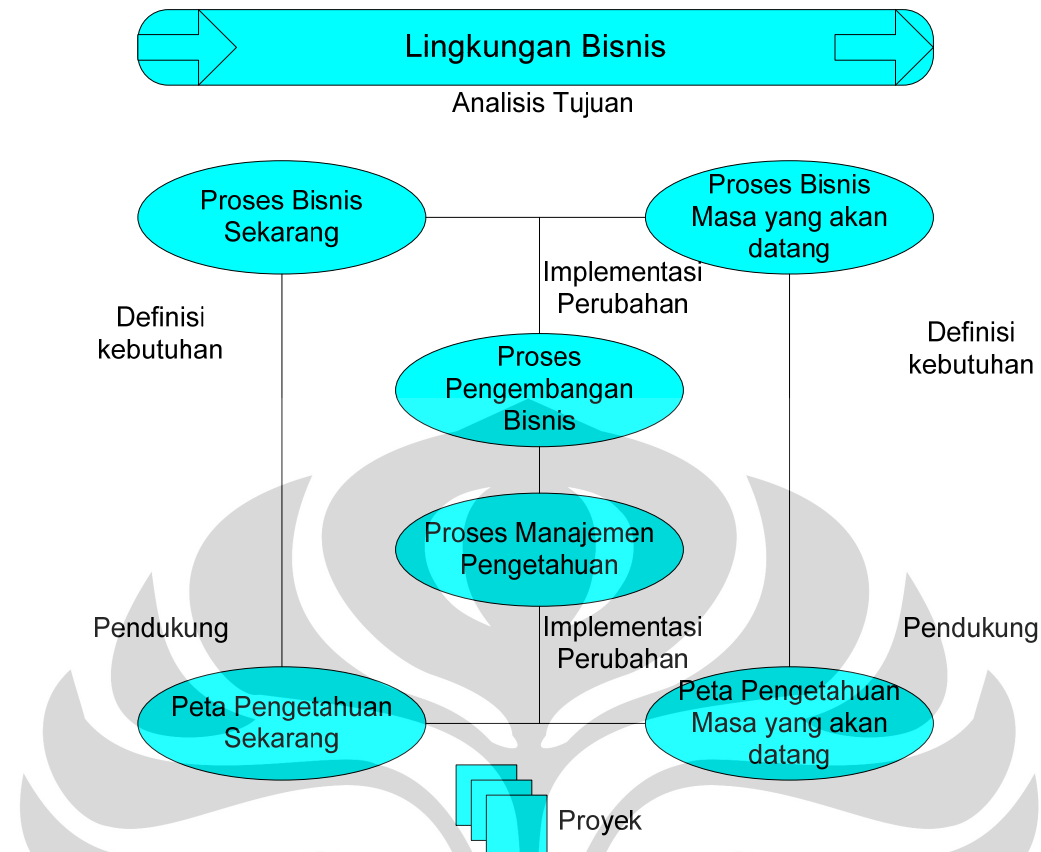 Lingkungan Bisnis
Analisis Tujuan
Proses Bisnis
Sekarang
Proses Bisnis
Masa yang akan
datang
Implementasi
Perubahan
Definisi
kebutuhan
Definisi
kebutuhan
Proses
Pengembangan
Bisnis
Proses Manajemen
Pengetahuan
Pendukung
Implementasi
Perubahan
Pendukung
Peta Pengetahuan
Sekarang
Peta Pengetahuan
Masa yang akan
datang
Proyek